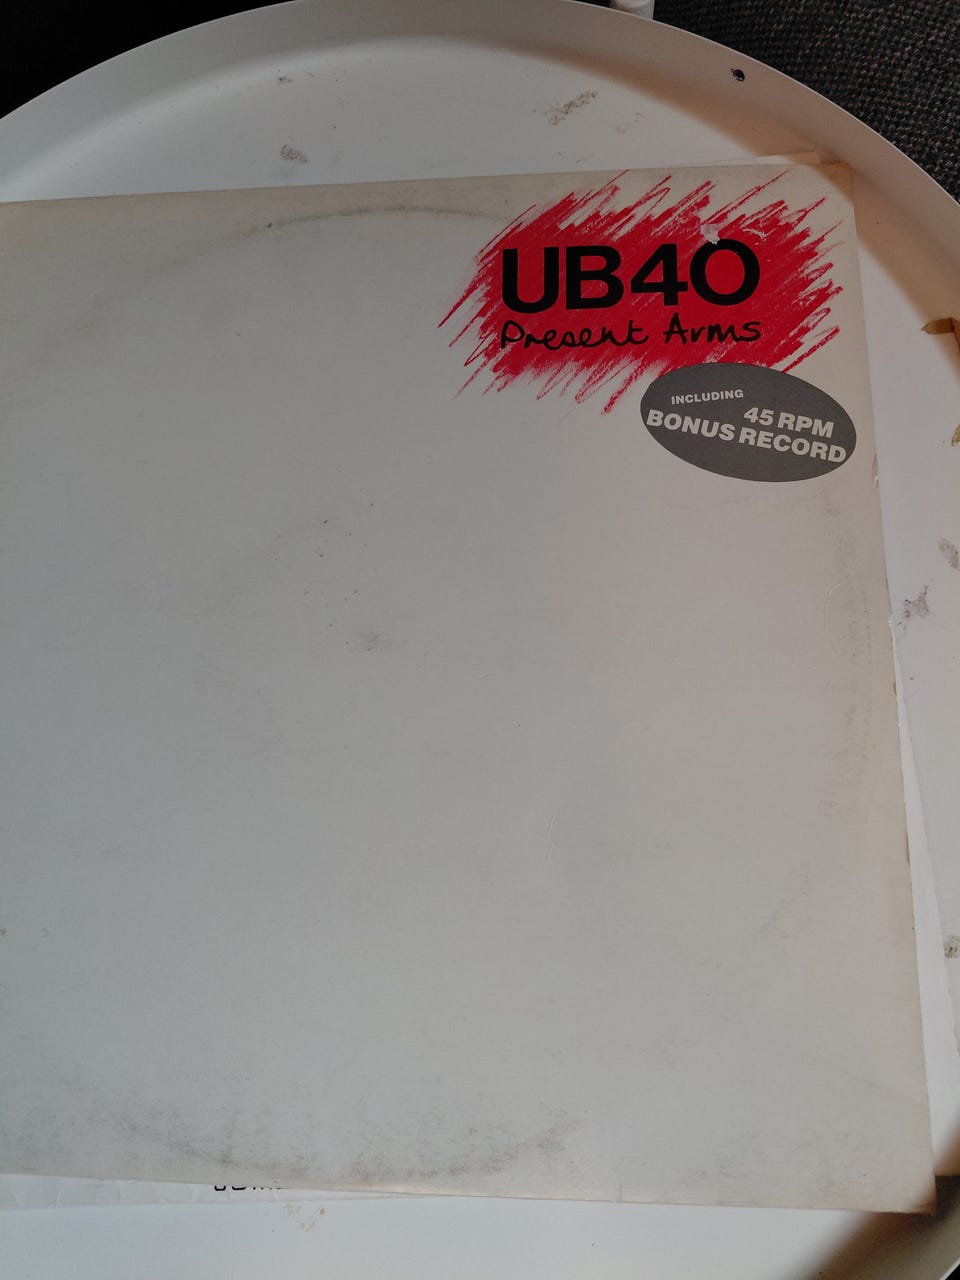 UB40
Present Arms
INCLUDING
45 RPM
BONUS RECORD